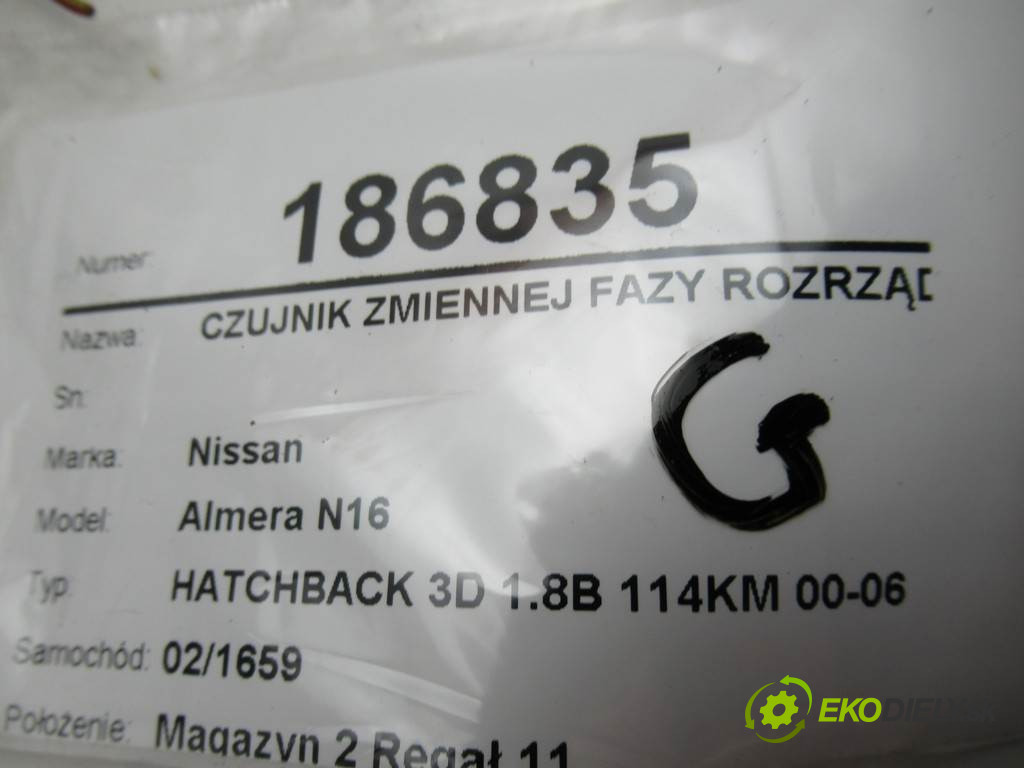 Numer: 186835
Nazwa: CZUJNIK ZMIENNEJ FAZY ROZRZĄD
Sn:
G
Marka: Nissan
Model: Almera N16
Typ: HATCHBACK 3D 1.8B 114KM 00-06
Samochód: 02/1659
Położenie: Magazyn 2 Regał 11
EKODIELY